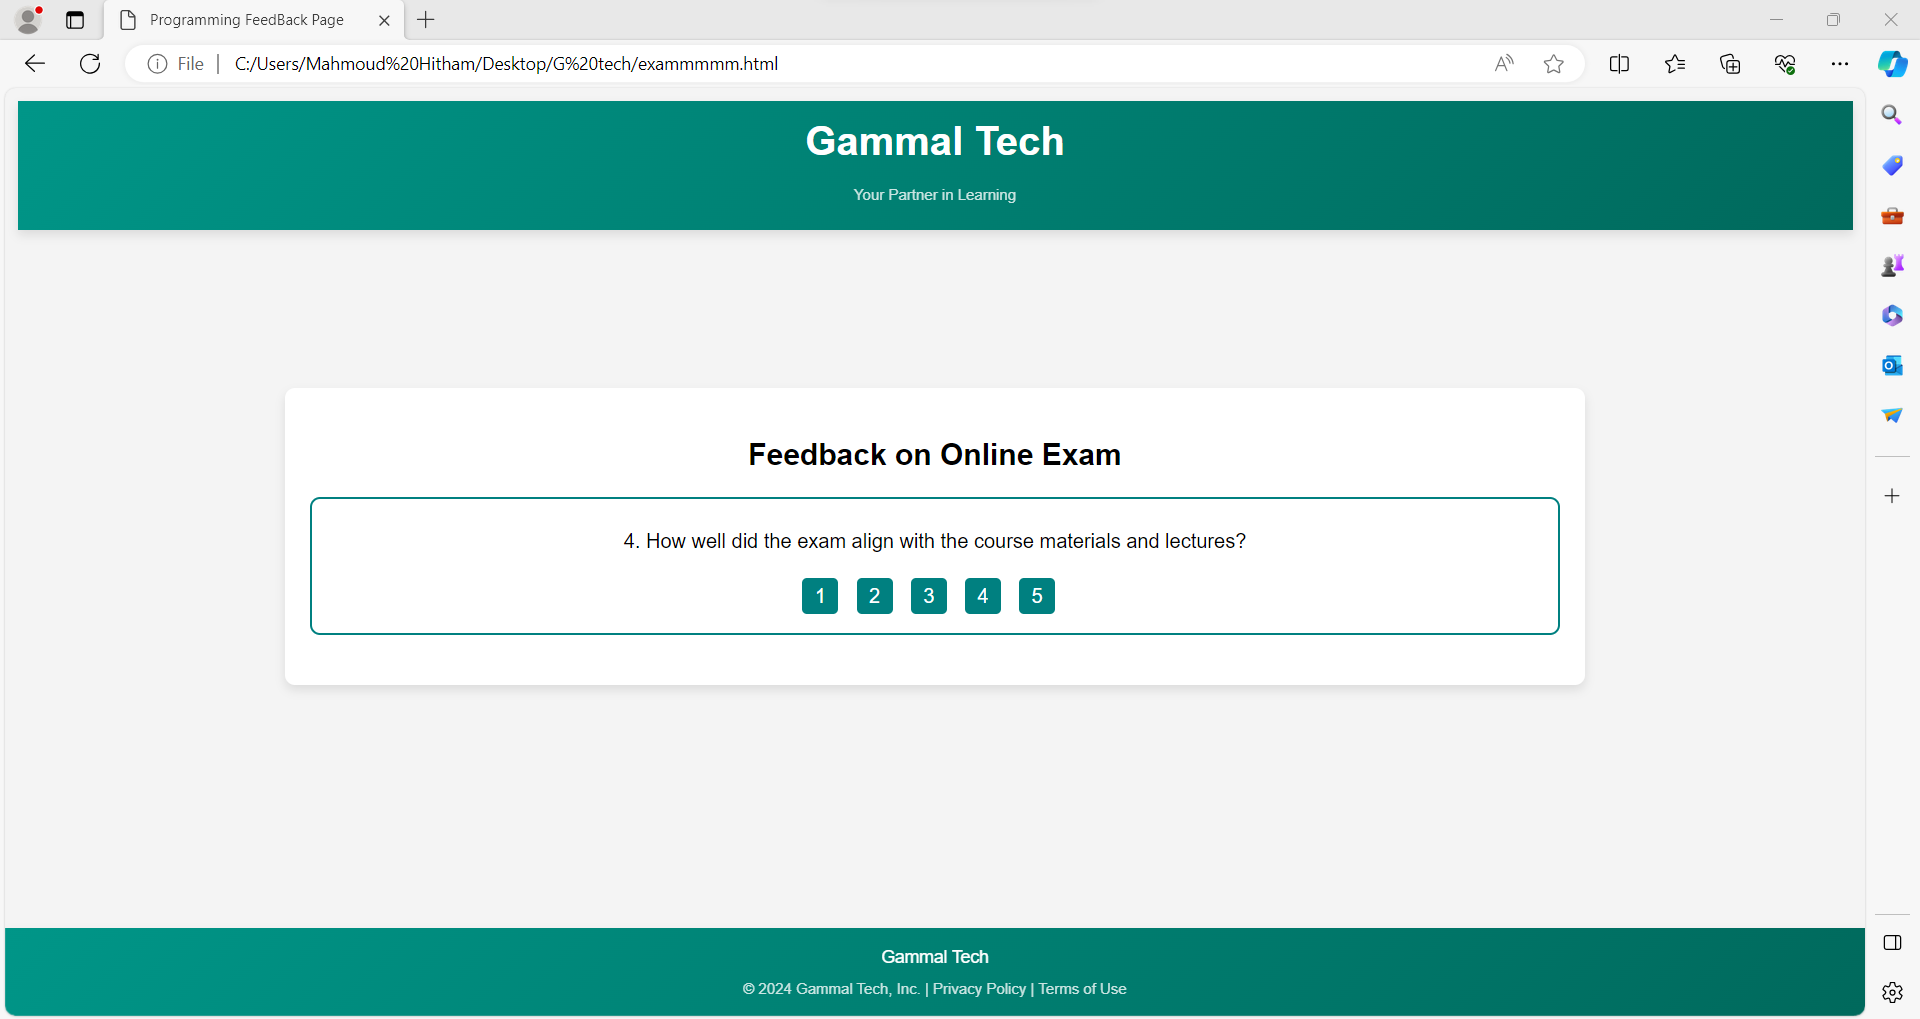 Programming FeedBack Page
File
C:/Users/Mahmoud%20Hitham/Desktop/G%20tech/exammmmm.html
Gammal Tech
Your Partner in Learning
Feedback on Online Exam
4. How well did the exam align with the course materials and lectures?
1 2 3 4 5
Gammal Tech
© 2024 Gammal Tech, Inc. | Privacy Policy | Terms of Use